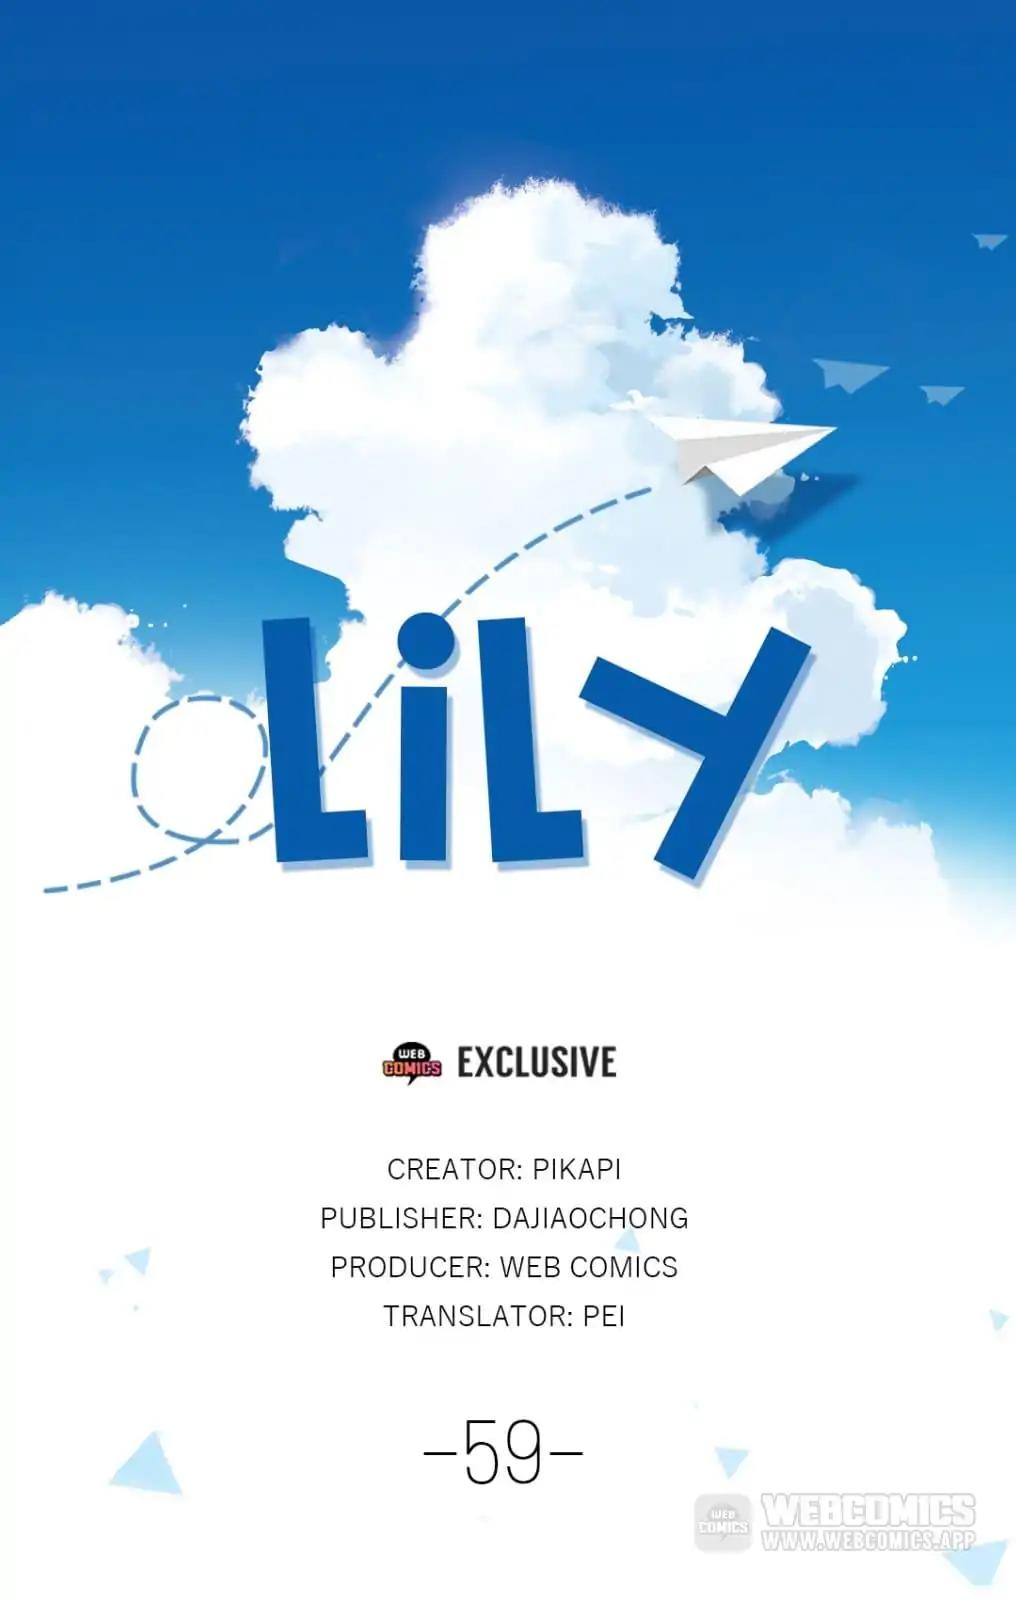 LiLY
WEB COMICS EXCLUSIVE
CREATOR: PIKAPI
PUBLISHER: DAJIAOCHONG
PRODUCER: WEB COMICS
TRANSLATOR: PEI
-59-
WEB COMICS WEBCOMICS
WWW.WEBCOMICS.APP